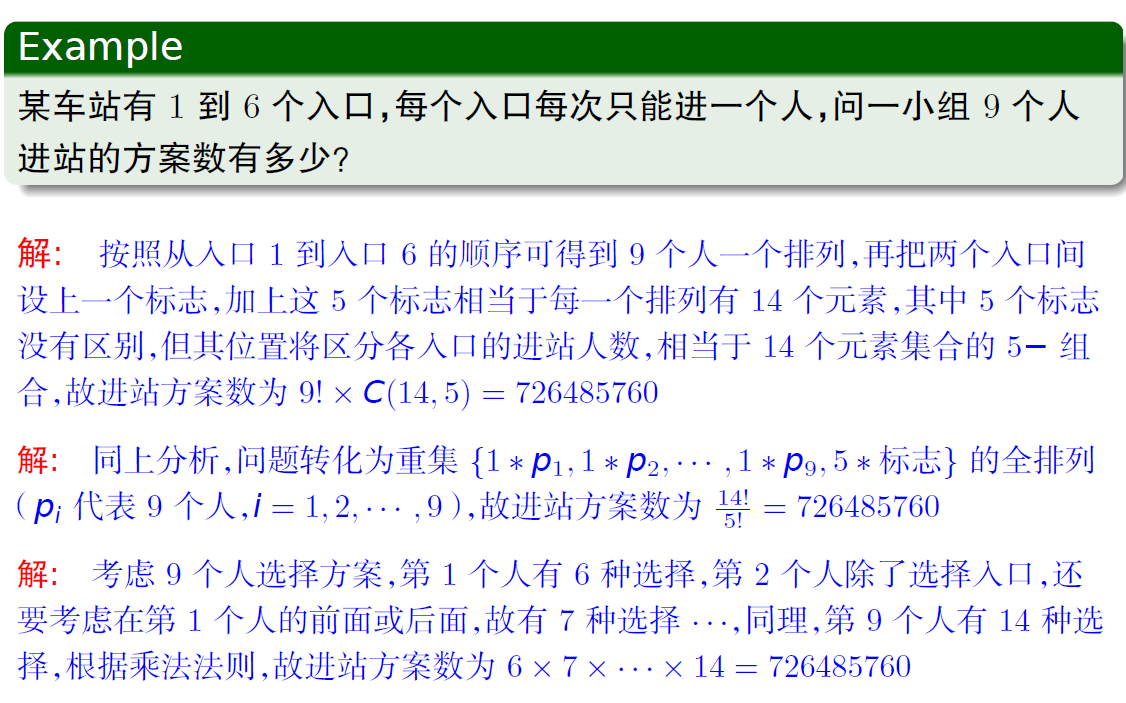 Example
某车站有 1 到 6 个入口,每个入口每次只能进一个人,问一小组 9 个人
进站的方案数有多少?
解: 按照从入口 1 到入口 6 的顺序可得到 9 个人一个排列,再把两个入口间
设上一个标志,加上这 5 个标志相当于每一个排列有 14 个元素,其中 5 个标志
没有区别,但其位置将区分各入口的进站人数,相当于 14 个元素集合的 5− 组
合,故进站方案数为 9! × C(14, 5) = 726485760
解: 同上分析,问题转化为重集 {1 ∗ p₁, 1 ∗ p₂, ⋯ , 1 ∗ p₉, 5 ∗ 标志} 的全排列
( pᵢ 代表 9 个人,i = 1, 2, ⋯ , 9 ),故进站方案数为 14!/5! = 726485760
解: 考虑 9 个人选择方案,第 1 个人有 6 种选择,第 2 个人除了选择入口,还
要考虑在第 1 个人的前面或后面,故有 7 种选择 ⋯,同理,第 9 个人有 14 种选
择,根据乘法法则,故进站方案数为 6 × 7 × ⋯ × 14 = 726485760